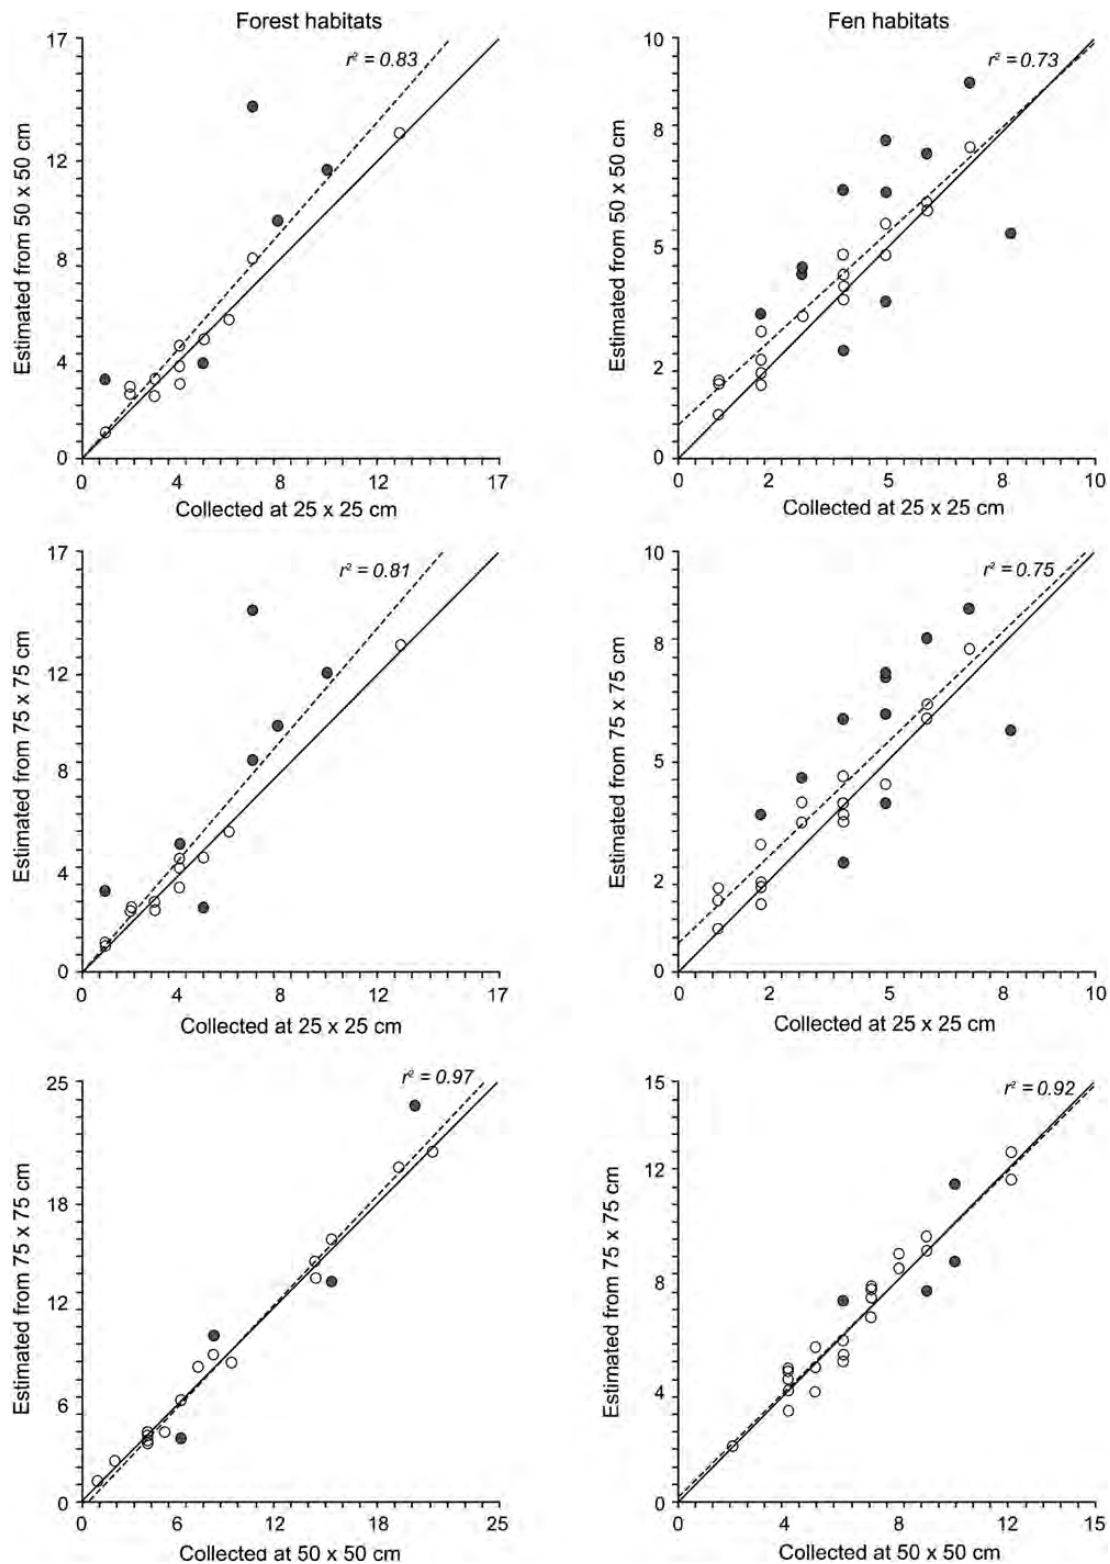 Forest habitats
17
12
8
4
0
Estimated from 50 x 50 cm
r² = 0.83
0 4 8 12 17
Collected at 25 x 25 cm
Fen habitats
10
8
5
2
0
Estimated from 50 x 50 cm
r² = 0.73
0 2 5 8 10
Collected at 25 x 25 cm
17
12
8
4
0
Estimated from 75 x 75 cm
r² = 0.81
0 4 8 12 17
Collected at 25 x 25 cm
10
8
5
2
0
Estimated from 75 x 75 cm
r² = 0.75
0 2 5 8 10
Collected at 25 x 25 cm
25
18
12
6
0
Estimated from 75 x 75 cm
r² = 0.97
0 6 12 18 25
Collected at 50 x 50 cm
15
12
8
4
0
Estimated from 75 x 75 cm
r² = 0.92
0 4 8 12 15
Collected at 50 x 50 cm